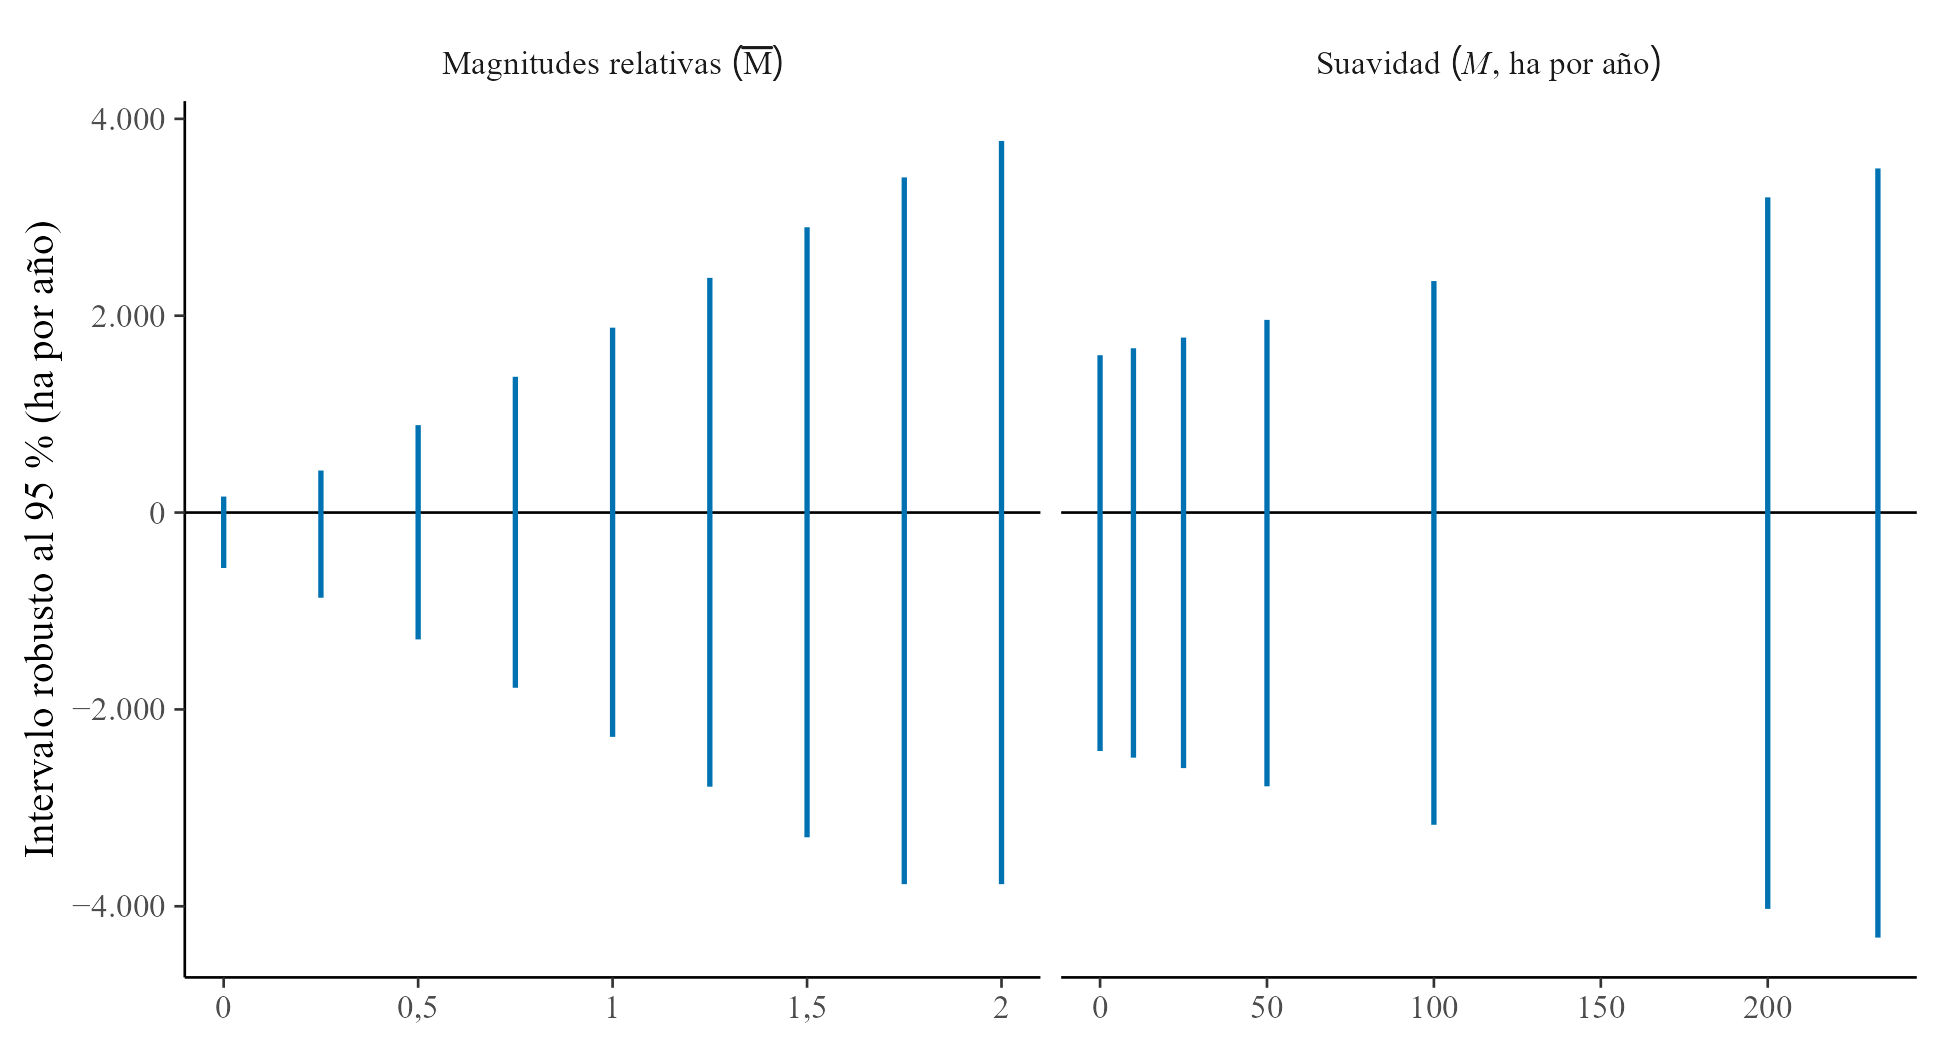 Magnitudes relativas (M̅)
Suavidad (M, ha por año)
Intervalo robusto al 95 % (ha por año)
4.000
2.000
0
−2.000
−4.000
0 0,5 1 1,5 2
0 50 100 150 200